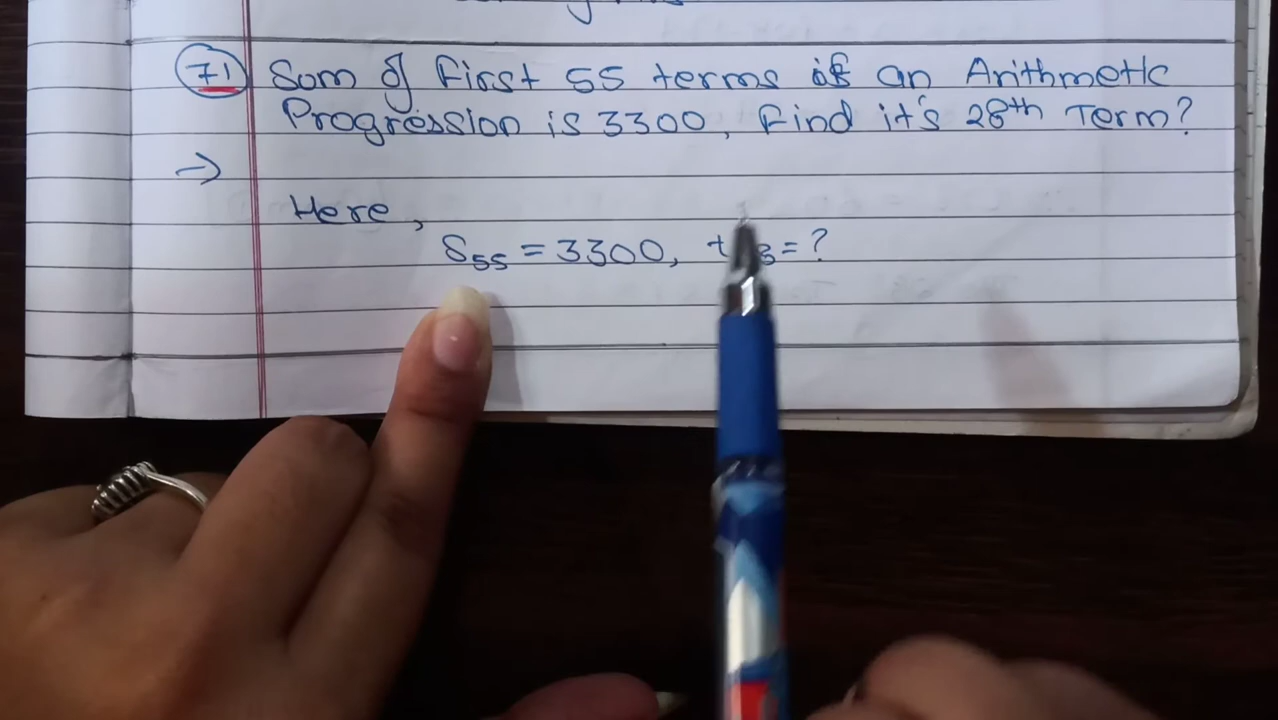 71 Sum of First 55 terms of an Arithmetic
Progression is 3300, Find it's 28th Term?
→
Here,
S55 = 3300, = ?